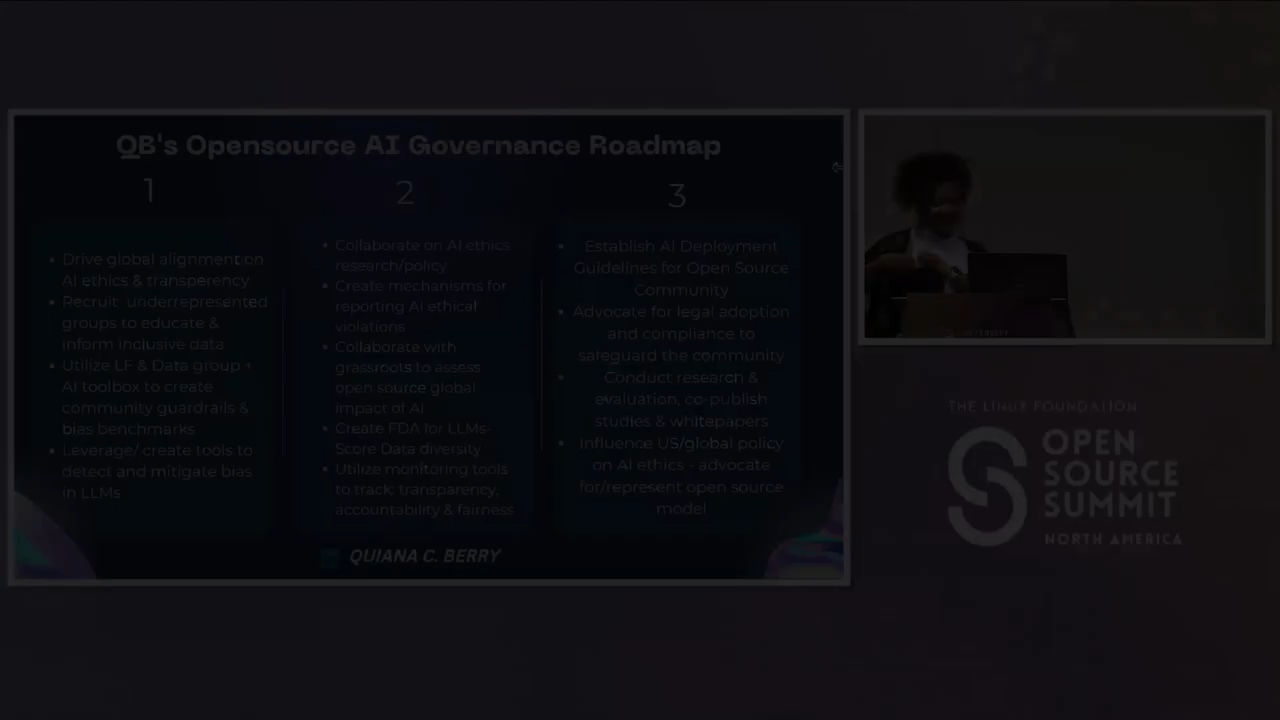 QB's Opensource AI Governance Roadmap
1
• Drive global alignment on
AI ethics & transparency
• Recruit underrepresented
groups to educate &
inform inclusive data
• Utilize LF & Data group +
AI toolbox to create
community guardrails &
bias benchmarks
• Leverage/ create tools to
detect and mitigate bias
in LLMs
2
• Collaborate on AI ethics
research/policy
• Create mechanisms for
reporting AI ethical
violations
• Collaborate with
grassroots to assess
open source global
impact of AI
• Create FDA for LLMs-
Score Data diversity
• Utilize monitoring tools
to track: transparency,
accountability & fairness
3
• Establish AI Deployment
Guidelines for Open Source
Community
• Advocate for legal adoption
and compliance to
safeguard the community
• Conduct research &
evaluation, co-publish
studies & whitepapers
• Influence US/global policy
on AI ethics - advocate
for/represent open source
model
QUIANA C. BERRY
THE LINUX FOUNDATION
OPEN
SOURCE
SUMMIT
NORTH AMERICA